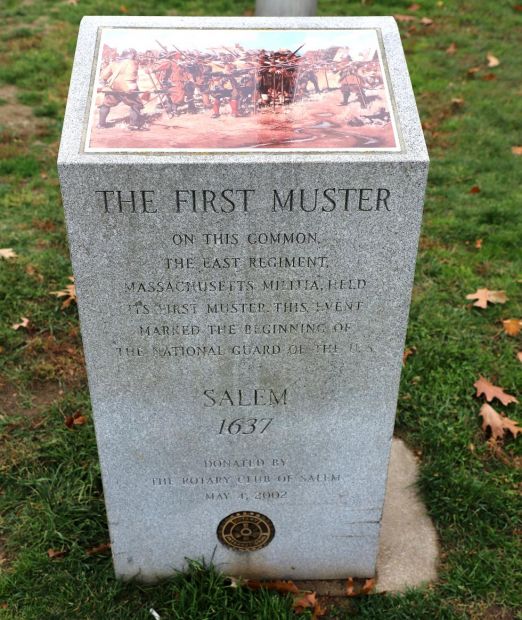 THE FIRST MUSTER
ON THIS COMMON,
THE EAST REGIMENT,
MASSACHUSETTS MILITIA, HELD
ITS FIRST MUSTER. THIS EVENT
MARKED THE BEGINNING OF
THE NATIONAL GUARD OF THE U.S.
SALEM
1637
DONATED BY
THE ROTARY CLUB OF SALEM
MAY 4, 2002